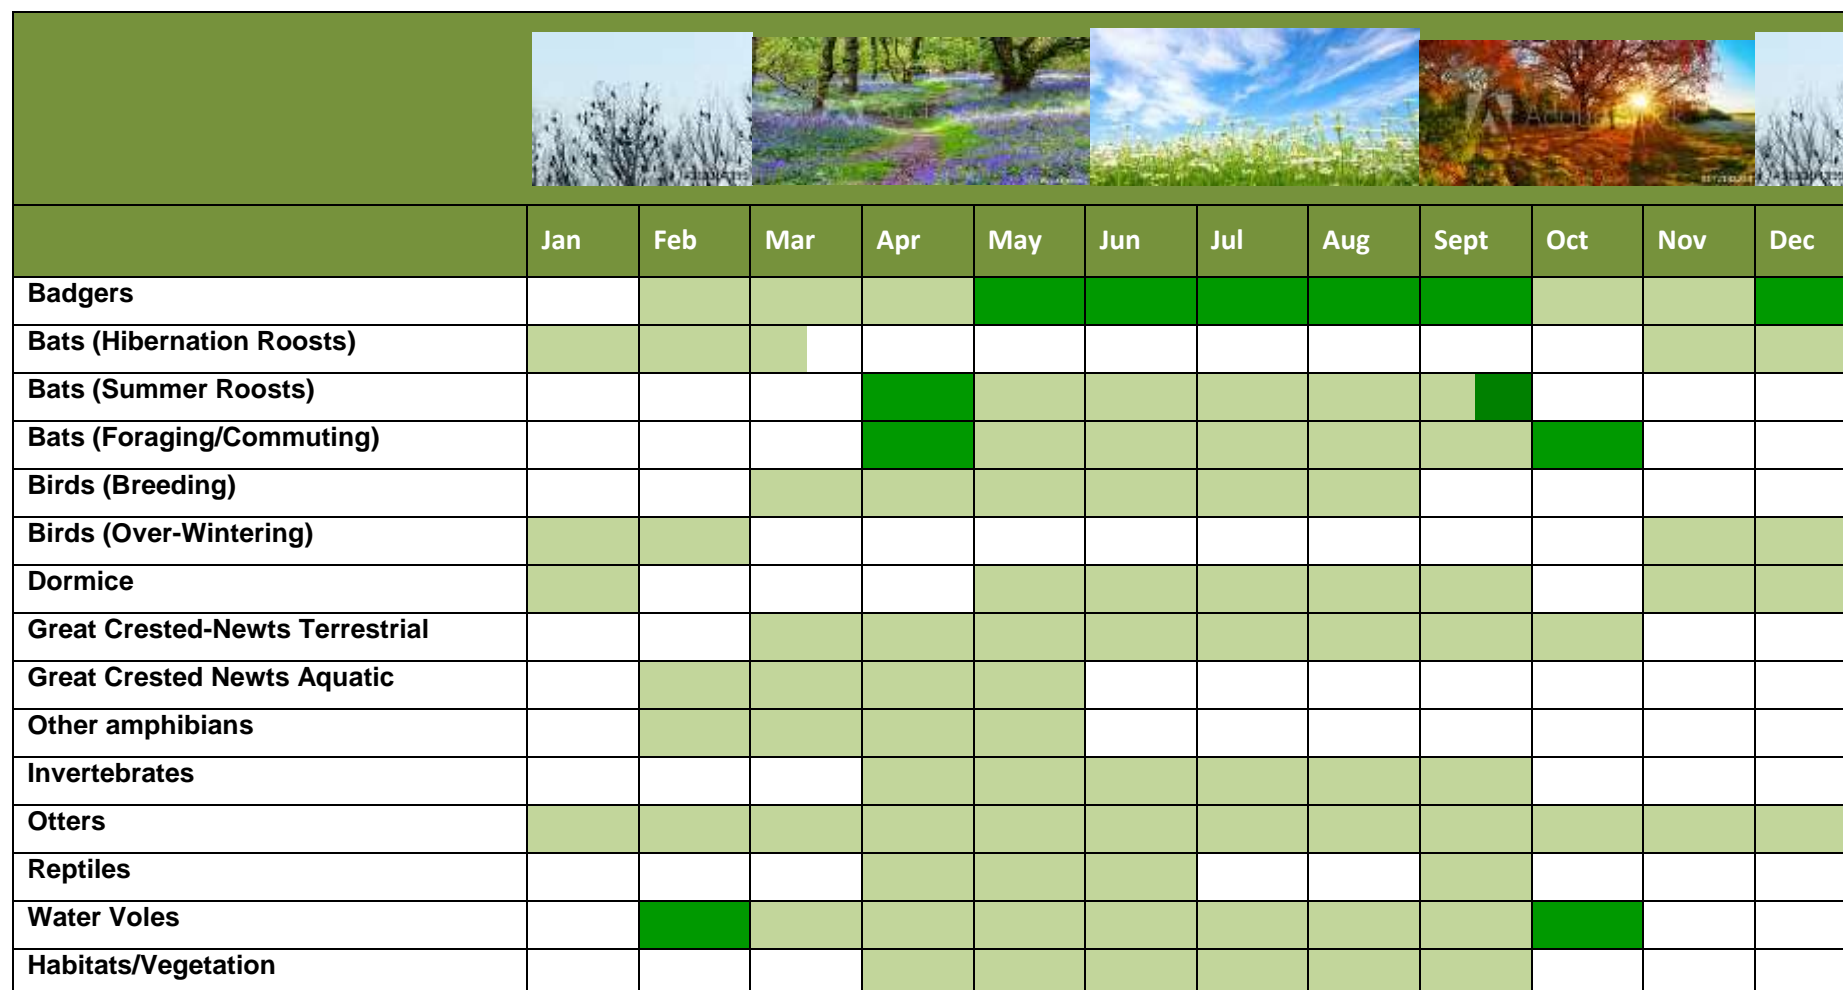 Jan Feb Mar Apr May Jun Jul Aug Sept Oct Nov Dec
Badgers
Bats (Hibernation Roosts)
Bats (Summer Roosts)
Bats (Foraging/Commuting)
Birds (Breeding)
Birds (Over-Wintering)
Dormice
Great Crested-Newts Terrestrial
Great Crested Newts Aquatic
Other amphibians
Invertebrates
Otters
Reptiles
Water Voles
Habitats/Vegetation